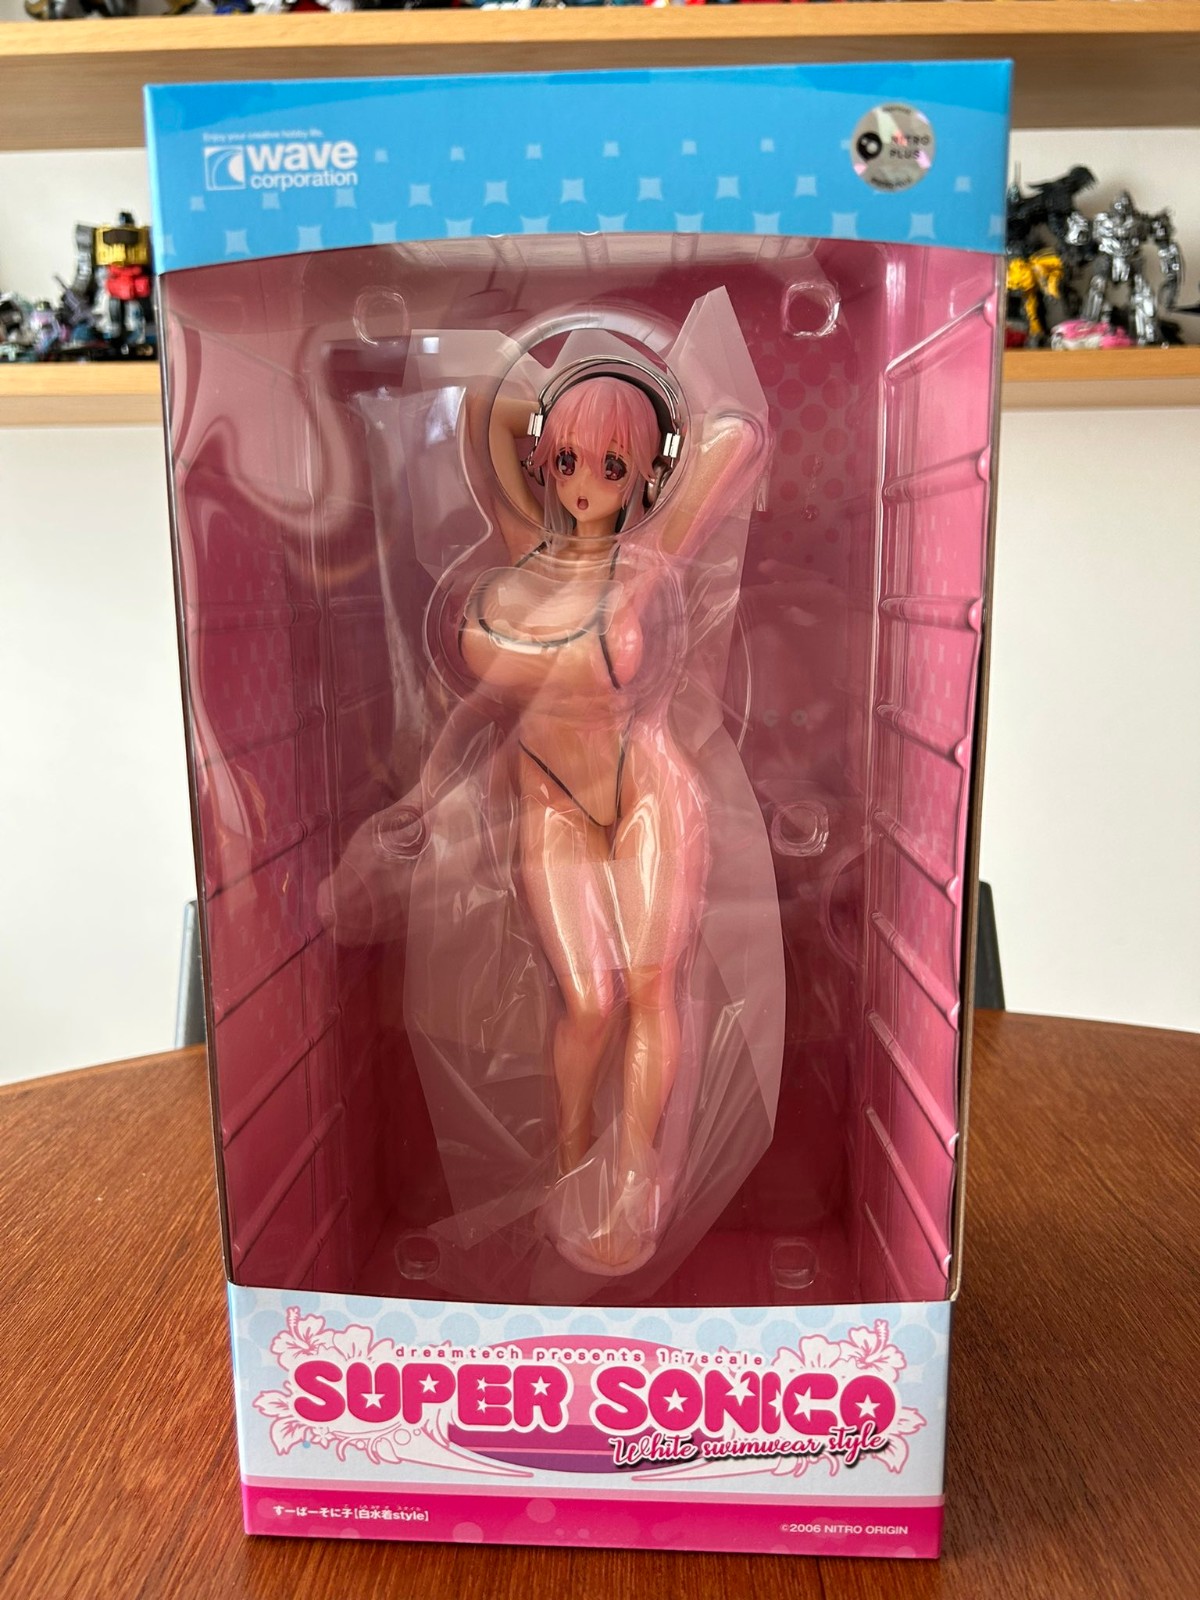 Enjoy your creative hobby life.
wave
corporation
NITRO
PLUS
dreamtech presents 1:7scale
SUPER SONICO
White swimwear style
すーぱーそに子[白水着style]
©2006 NITRO ORIGIN